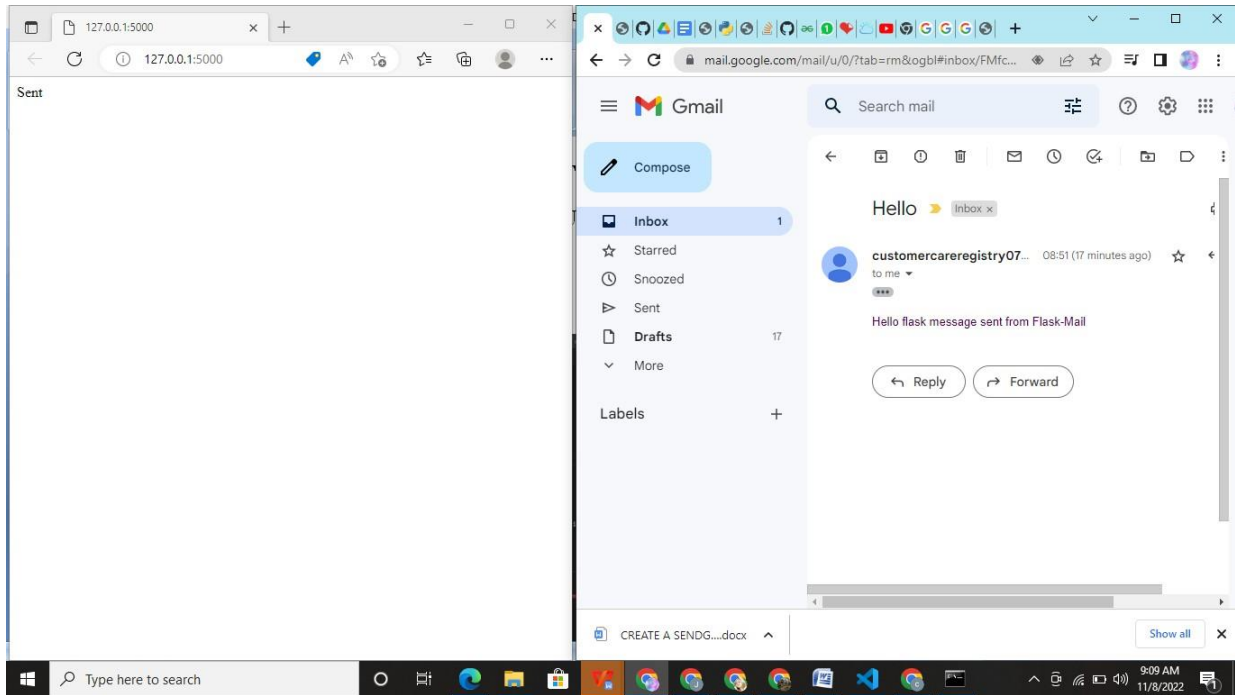 127.0.0.1:5000
127.0.0.1:5000
Sent
mail.google.com/mail/u/0/?tab=rm&ogbl#inbox/FMfc...
Gmail
Search mail
Compose
Inbox 1
Starred
Snoozed
Sent
Drafts 17
More
Labels
Hello Inbox x
customercareregistry07... 08:51 (17 minutes ago)
to me
Hello flask message sent from Flask-Mail
Reply Forward
CREATE A SENDG....docx Show all
Type here to search
9:09 AM
11/8/2022